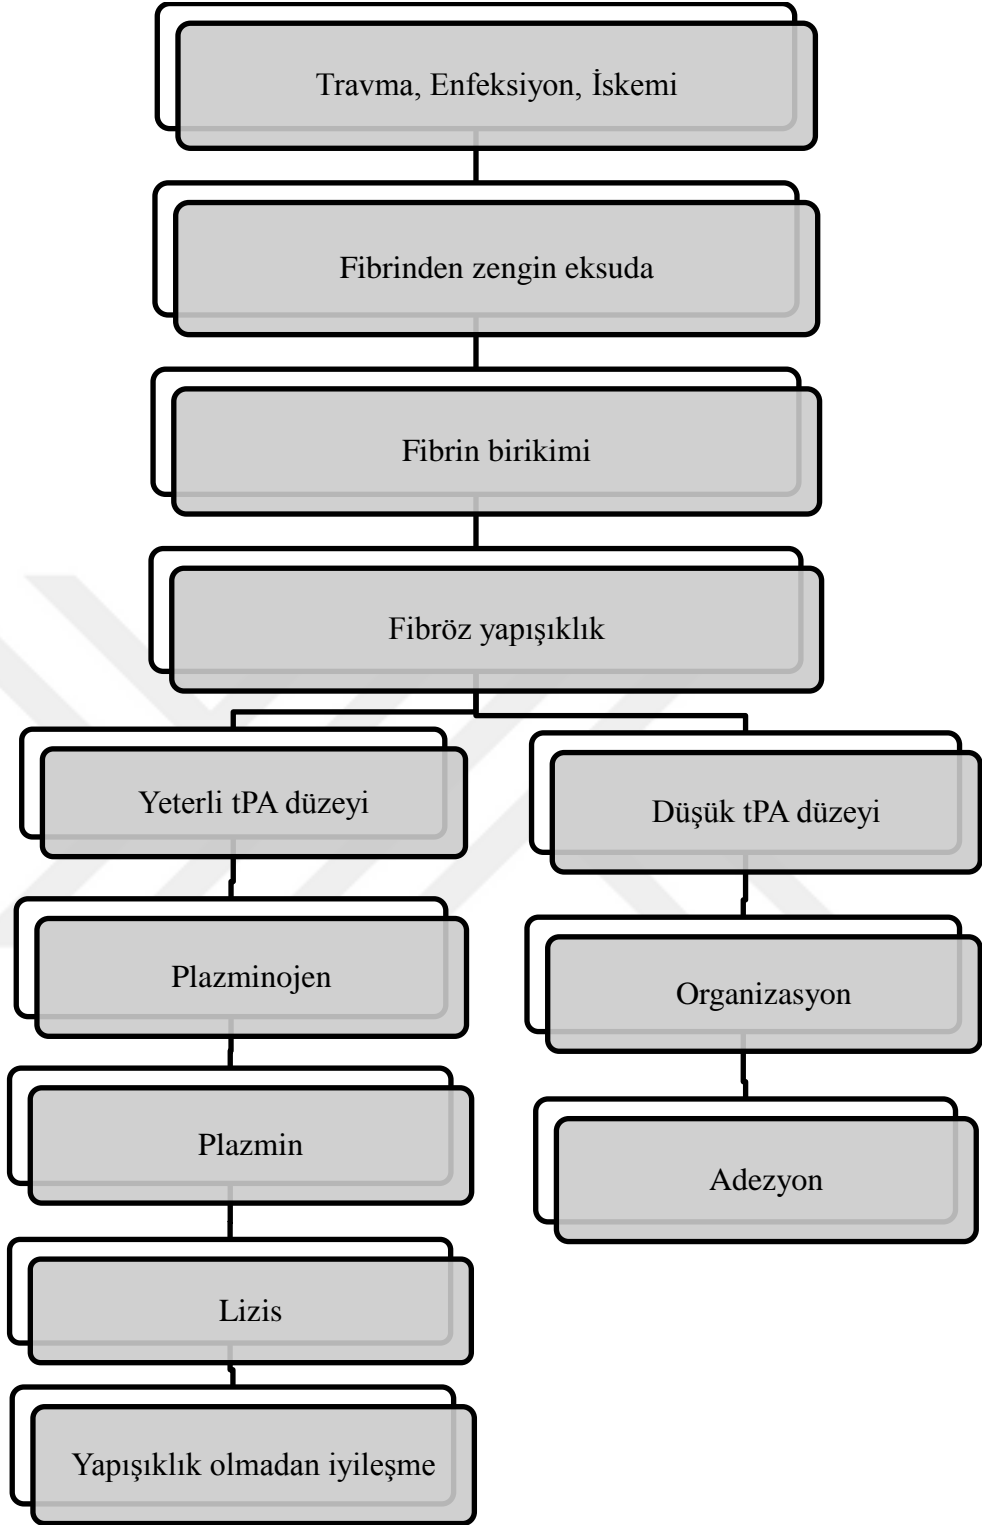 Travma, Enfeksiyon, İskemi
Fibrinden zengin eksuda
Fibrin birikimi
Fibröz yapışıklık
Yeterli tPA düzeyi
Plazminojen
Plazmin
Lizis
Yapışıklık olmadan iyileşme
Düşük tPA düzeyi
Organizasyon
Adezyon